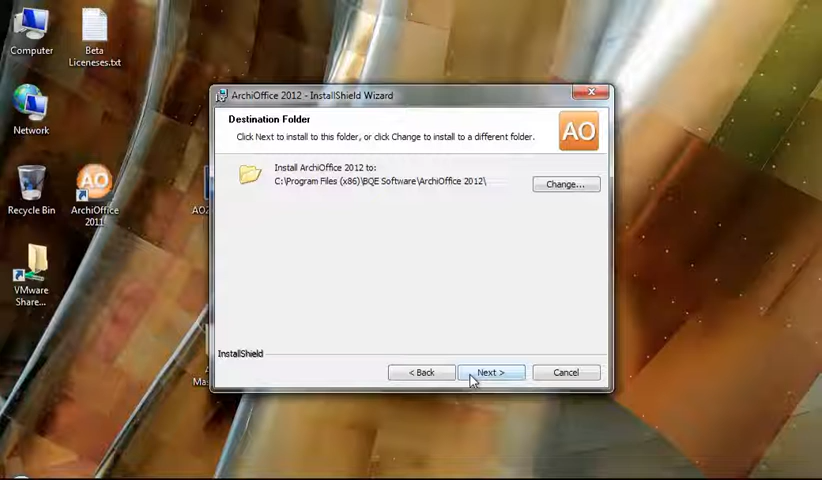 Computer
Beta
Liceneses.txt
Network
Recycle Bin
AO
ArchiOffice
2011
VMware
Share...
ArchiOffice 2012 - InstallShield Wizard
Destination Folder
Click Next to install to this folder, or click Change to install to a different folder.
AO
Install ArchiOffice 2012 to:
C:\Program Files (x86)\BQE Software\ArchiOffice 2012\
Change...
InstallShield
< Back
Next >
Cancel